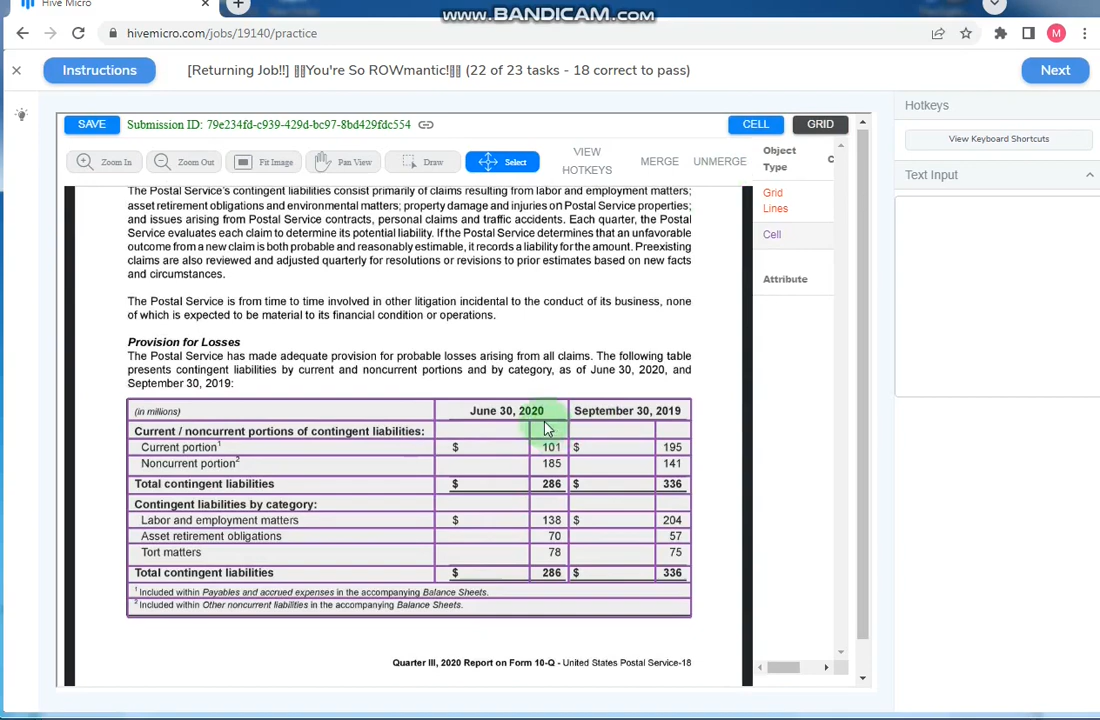 Hive Micro
www.BANDICAM.com
hivemicro.com/jobs/19140/practice
M
Instructions
[Returning Job!!] You're So ROWmantic! (22 of 23 tasks - 18 correct to pass)
Next
Hotkeys
View Keyboard Shortcuts
Text Input
SAVE
Submission ID: 79e234fd-c939-429d-bc97-8bd429fdc554
CELL
GRID
Zoom In
Zoom Out
Fit Image
Pan View
Draw
Select
VIEW HOTKEYS
MERGE
UNMERGE
Object Type
C
Grid Lines
Cell
Attribute
The Postal Service's contingent liabilities consist primarily of claims resulting from labor and employment matters;
asset retirement obligations and environmental matters; property damage and injuries on Postal Service properties;
and issues arising from Postal Service contracts, personal claims and traffic accidents. Each quarter, the Postal
Service evaluates each claim to determine its potential liability. If the Postal Service determines that an unfavorable
outcome from a new claim is both probable and reasonably estimable, it records a liability for the amount. Preexisting
claims are also reviewed and adjusted quarterly for resolutions or revisions to prior estimates based on new facts
and circumstances.
The Postal Service is from time to time involved in other litigation incidental to the conduct of its business, none
of which is expected to be material to its financial condition or operations.
Provision for Losses
The Postal Service has made adequate provision for probable losses arising from all claims. The following table
presents contingent liabilities by current and noncurrent portions and by category, as of June 30, 2020, and
September 30, 2019:
(in millions) June 30, 2020 September 30, 2019
Current / noncurrent portions of contingent liabilities:
Current portion¹ $ 101 $ 195
Noncurrent portion² 185 141
Total contingent liabilities $ 286 $ 336
Contingent liabilities by category:
Labor and employment matters $ 138 $ 204
Asset retirement obligations 70 57
Tort matters 78 75
Total contingent liabilities $ 286 $ 336
¹ Included within Payables and accrued expenses in the accompanying Balance Sheets.
² Included within Other noncurrent liabilities in the accompanying Balance Sheets.
Quarter III, 2020 Report on Form 10-Q - United States Postal Service-18